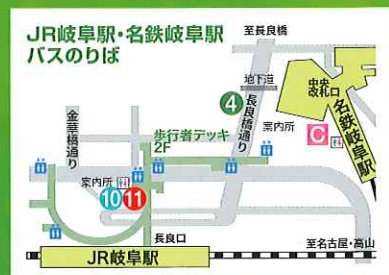 JR岐阜駅・名鉄岐阜駅
バスのりば
至長良橋
地下道
中央
改札口
名鉄岐阜駅
4
長良橋通り
案内所
C
金華橋通り
歩行者デッキ
2F
案内所
10 11
長良口
JR岐阜駅
至名古屋・高山